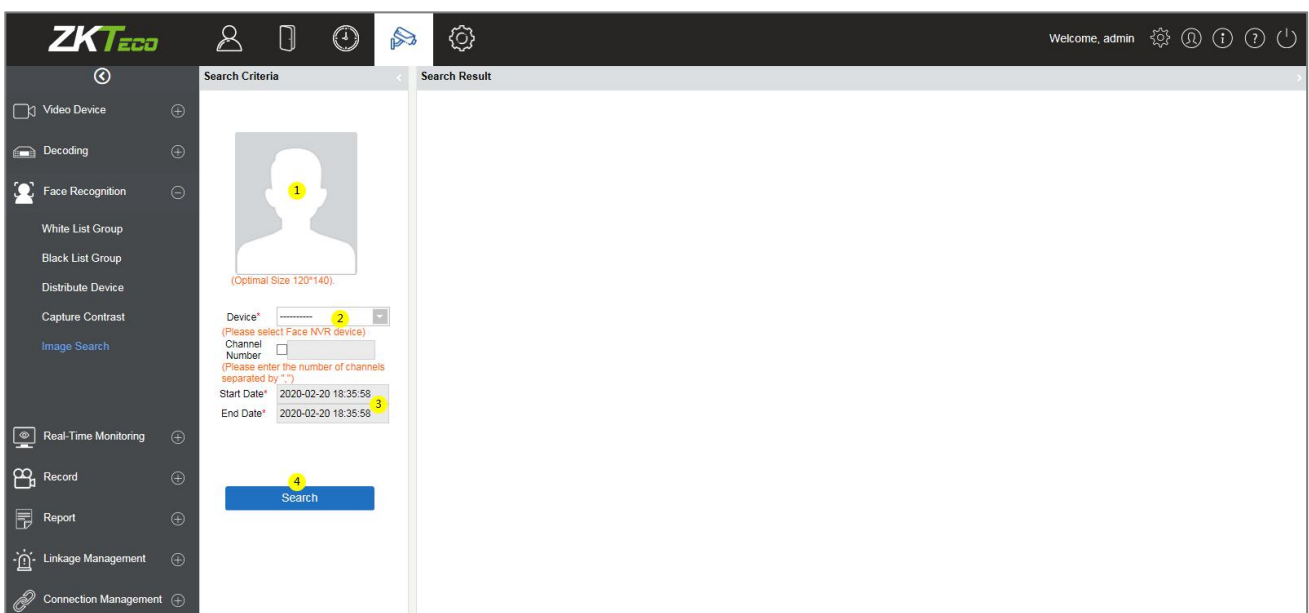 ZKTeco
Welcome, admin
Search Criteria
Search Result
Video Device
Decoding
Face Recognition
White List Group
Black List Group
Distribute Device
Capture Contrast
Image Search
Real-Time Monitoring
Record
Report
Linkage Management
Connection Management
1
(Optimal Size 120*140).
Device* ---------- 2
(Please select Face NVR device)
Channel
Number
(Please enter the number of channels
separated by ",")
Start Date* 2020-02-20 18:35:58
3
End Date* 2020-02-20 18:35:58
4
Search